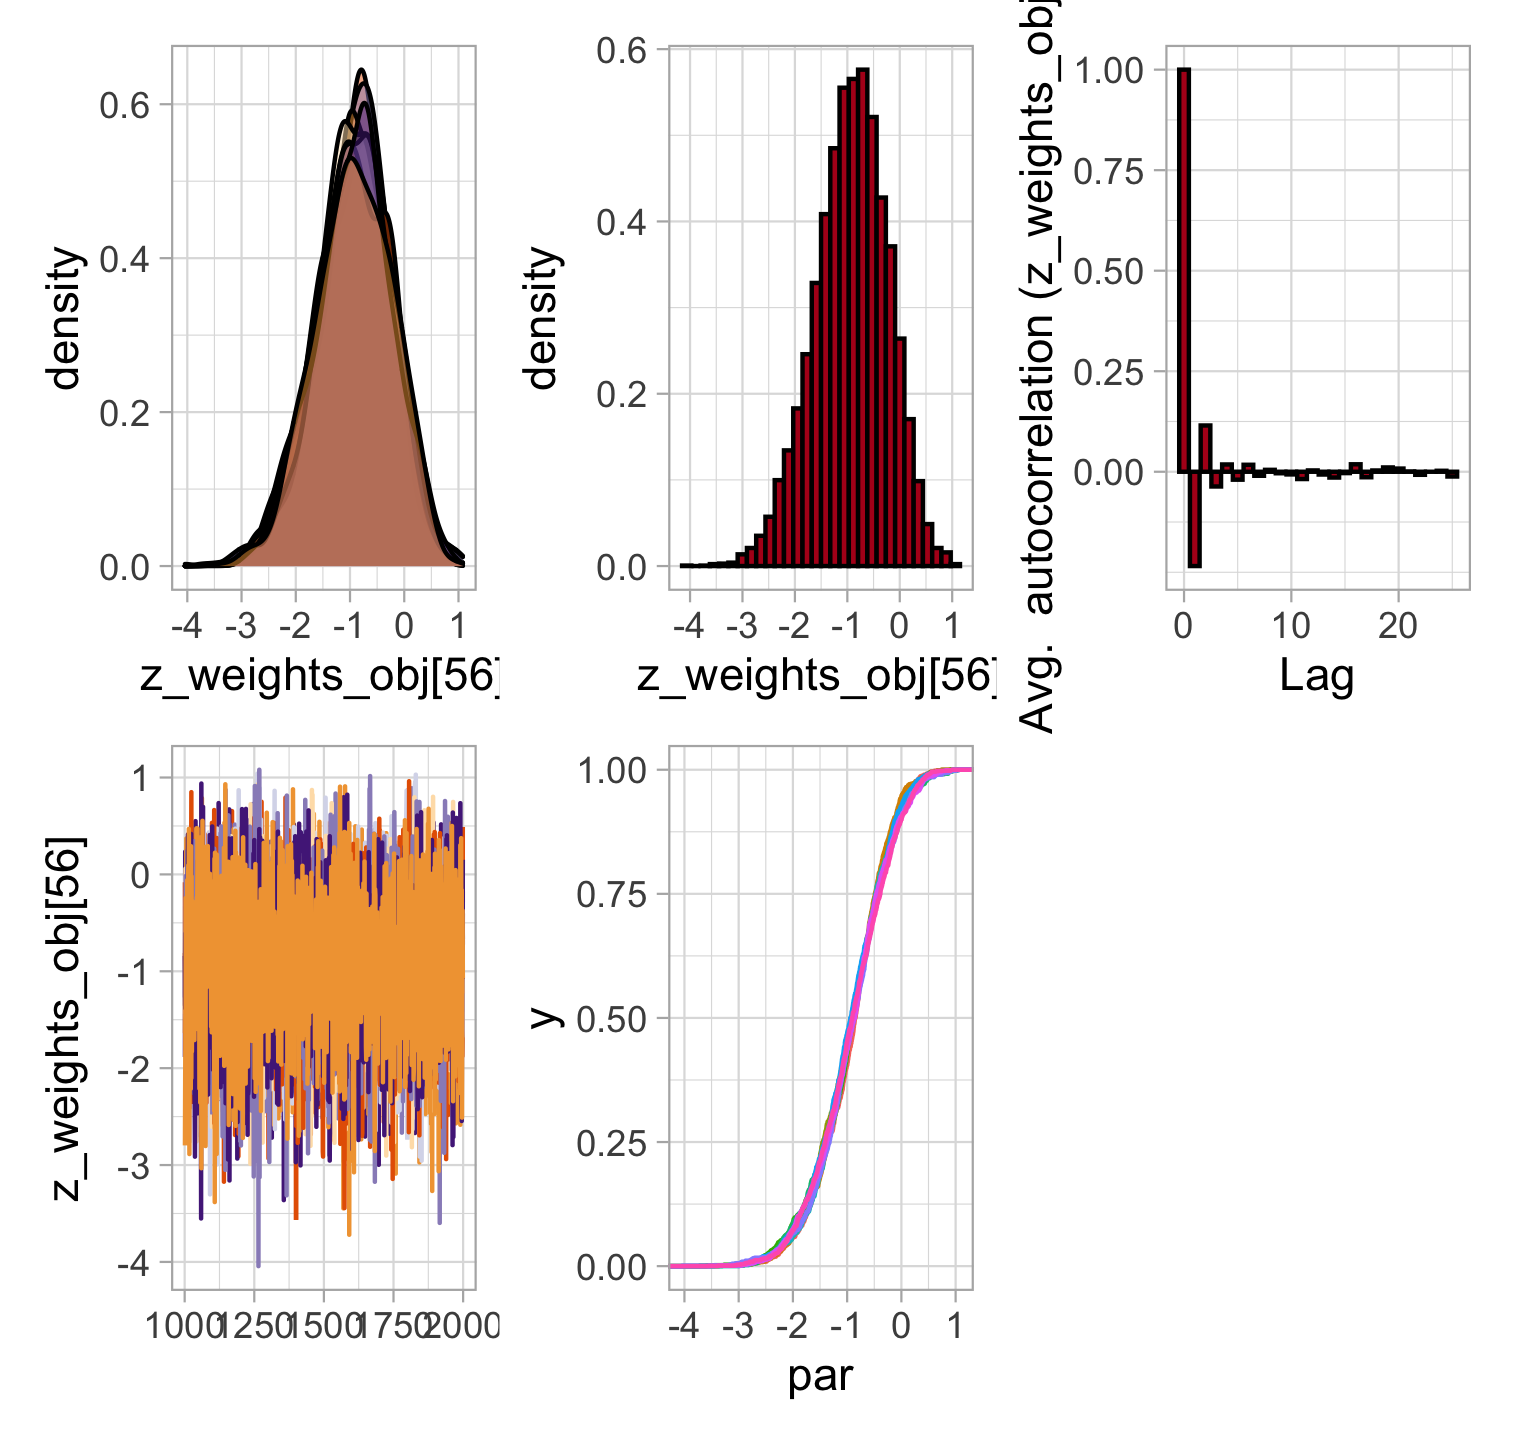 density
0.6
0.4
0.2
0.0
-4 -3 -2 -1 0 1
z_weights_obj[56]
density
0.6
0.4
0.2
0.0
-4 -3 -2 -1 0 1
z_weights_obj[56]
Avg. autocorrelation (z_weights_obj
1.00
0.75
0.50
0.25
0.00
0 10 20
Lag
z_weights_obj[56]
1
0
-1
-2
-3
-4
1000 1250 1500 1750 2000
y
1.00
0.75
0.50
0.25
0.00
-4 -3 -2 -1 0 1
par